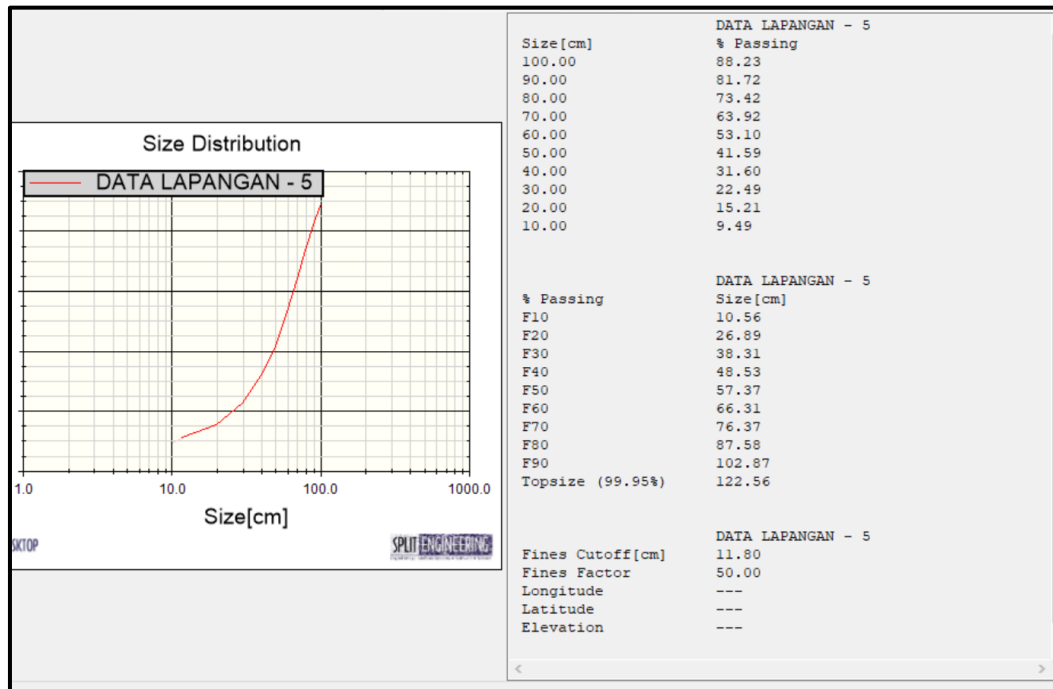 Size Distribution
DATA LAPANGAN - 5
1.0 10.0 100.0 1000.0
Size[cm]
SKTOP
SPLIT ENGINEERING
DATA LAPANGAN - 5
Size[cm] % Passing
100.00 88.23
90.00 81.72
80.00 73.42
70.00 63.92
60.00 53.10
50.00 41.59
40.00 31.60
30.00 22.49
20.00 15.21
10.00 9.49
DATA LAPANGAN - 5
% Passing Size[cm]
F10 10.56
F20 26.89
F30 38.31
F40 48.53
F50 57.37
F60 66.31
F70 76.37
F80 87.58
F90 102.87
Topsize (99.95%) 122.56
DATA LAPANGAN - 5
Fines Cutoff[cm] 11.80
Fines Factor 50.00
Longitude ---
Latitude ---
Elevation ---